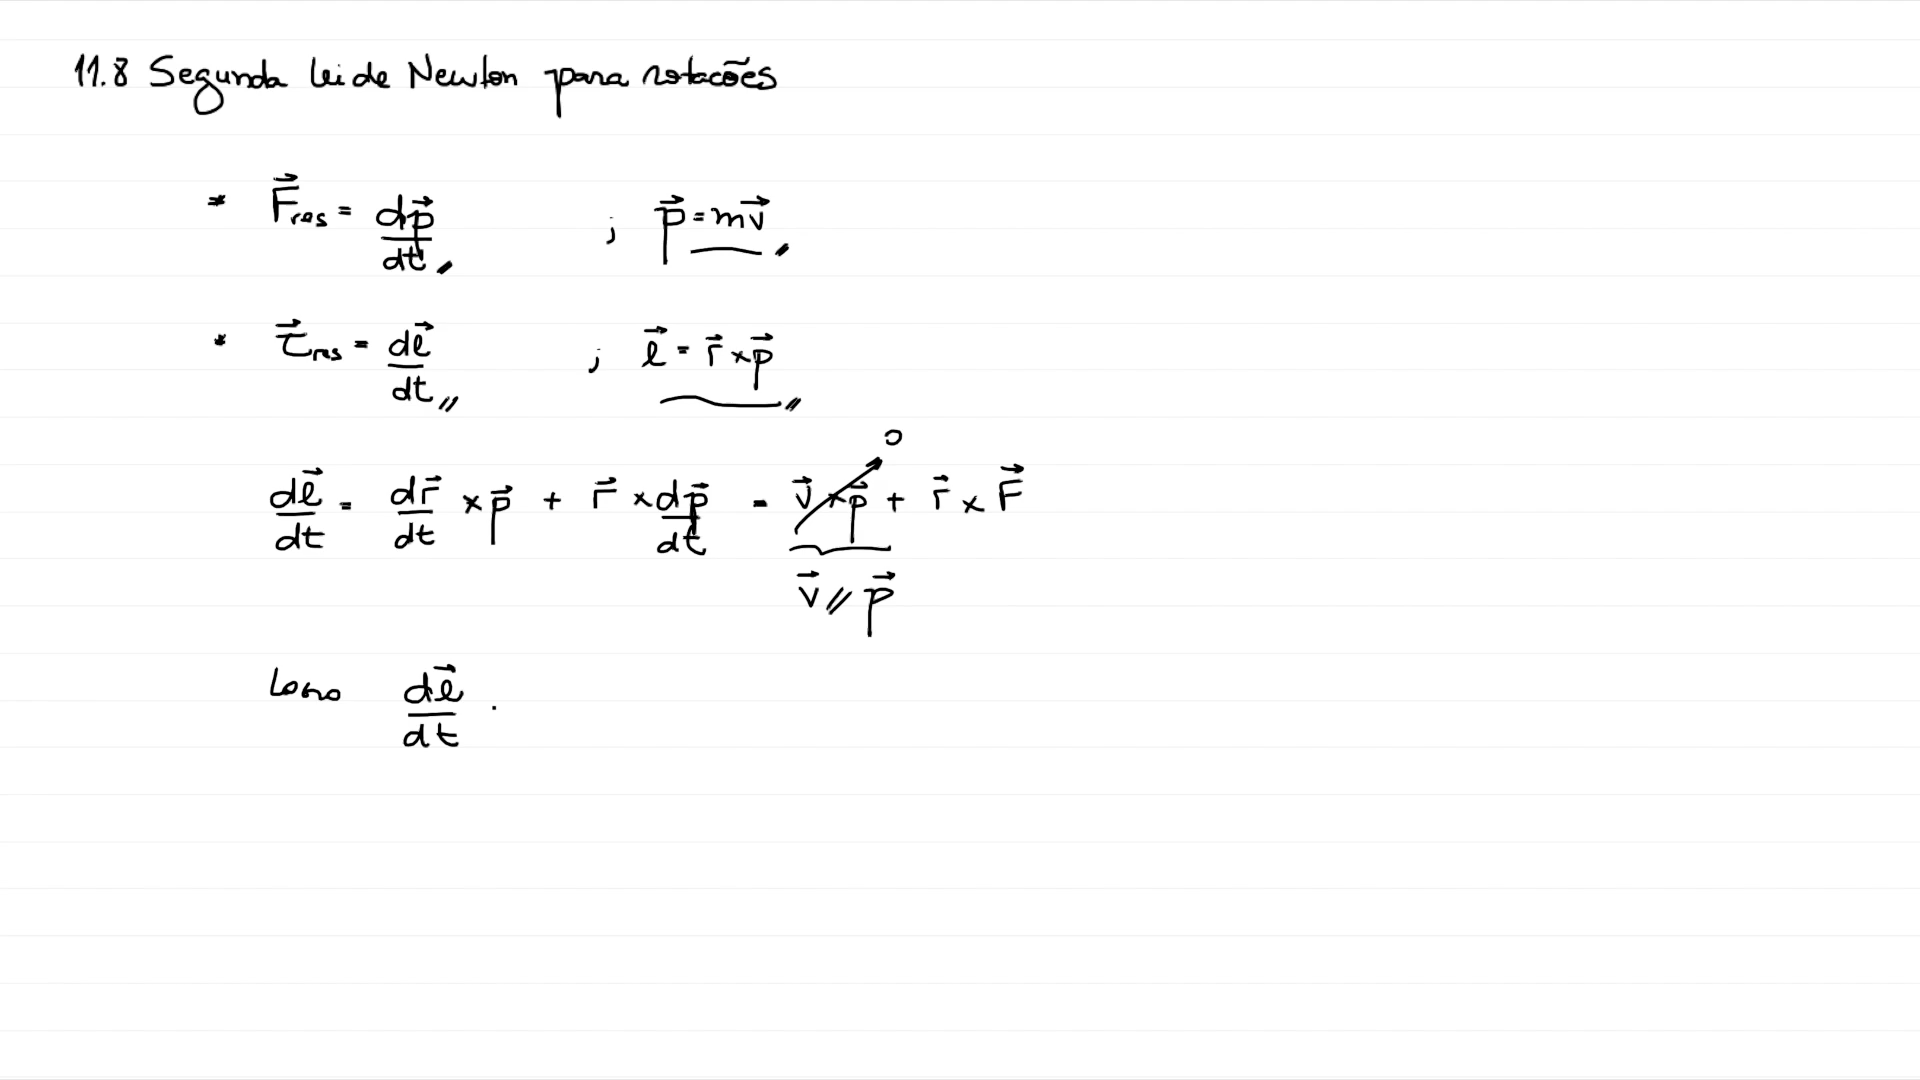 11.8 Segunda lei de Newton para rotacões
* F⃗res = dp⃗/dt ; p⃗ = mv⃗
* τ⃗res = dℓ⃗/dt ; ℓ⃗ = r⃗ × p⃗
dℓ⃗/dt = dr⃗/dt × p⃗ + r⃗ × dp⃗/dt = v⃗ × p⃗ + r⃗ × F⃗
0
v⃗ // p⃗
Logo dℓ⃗/dt .